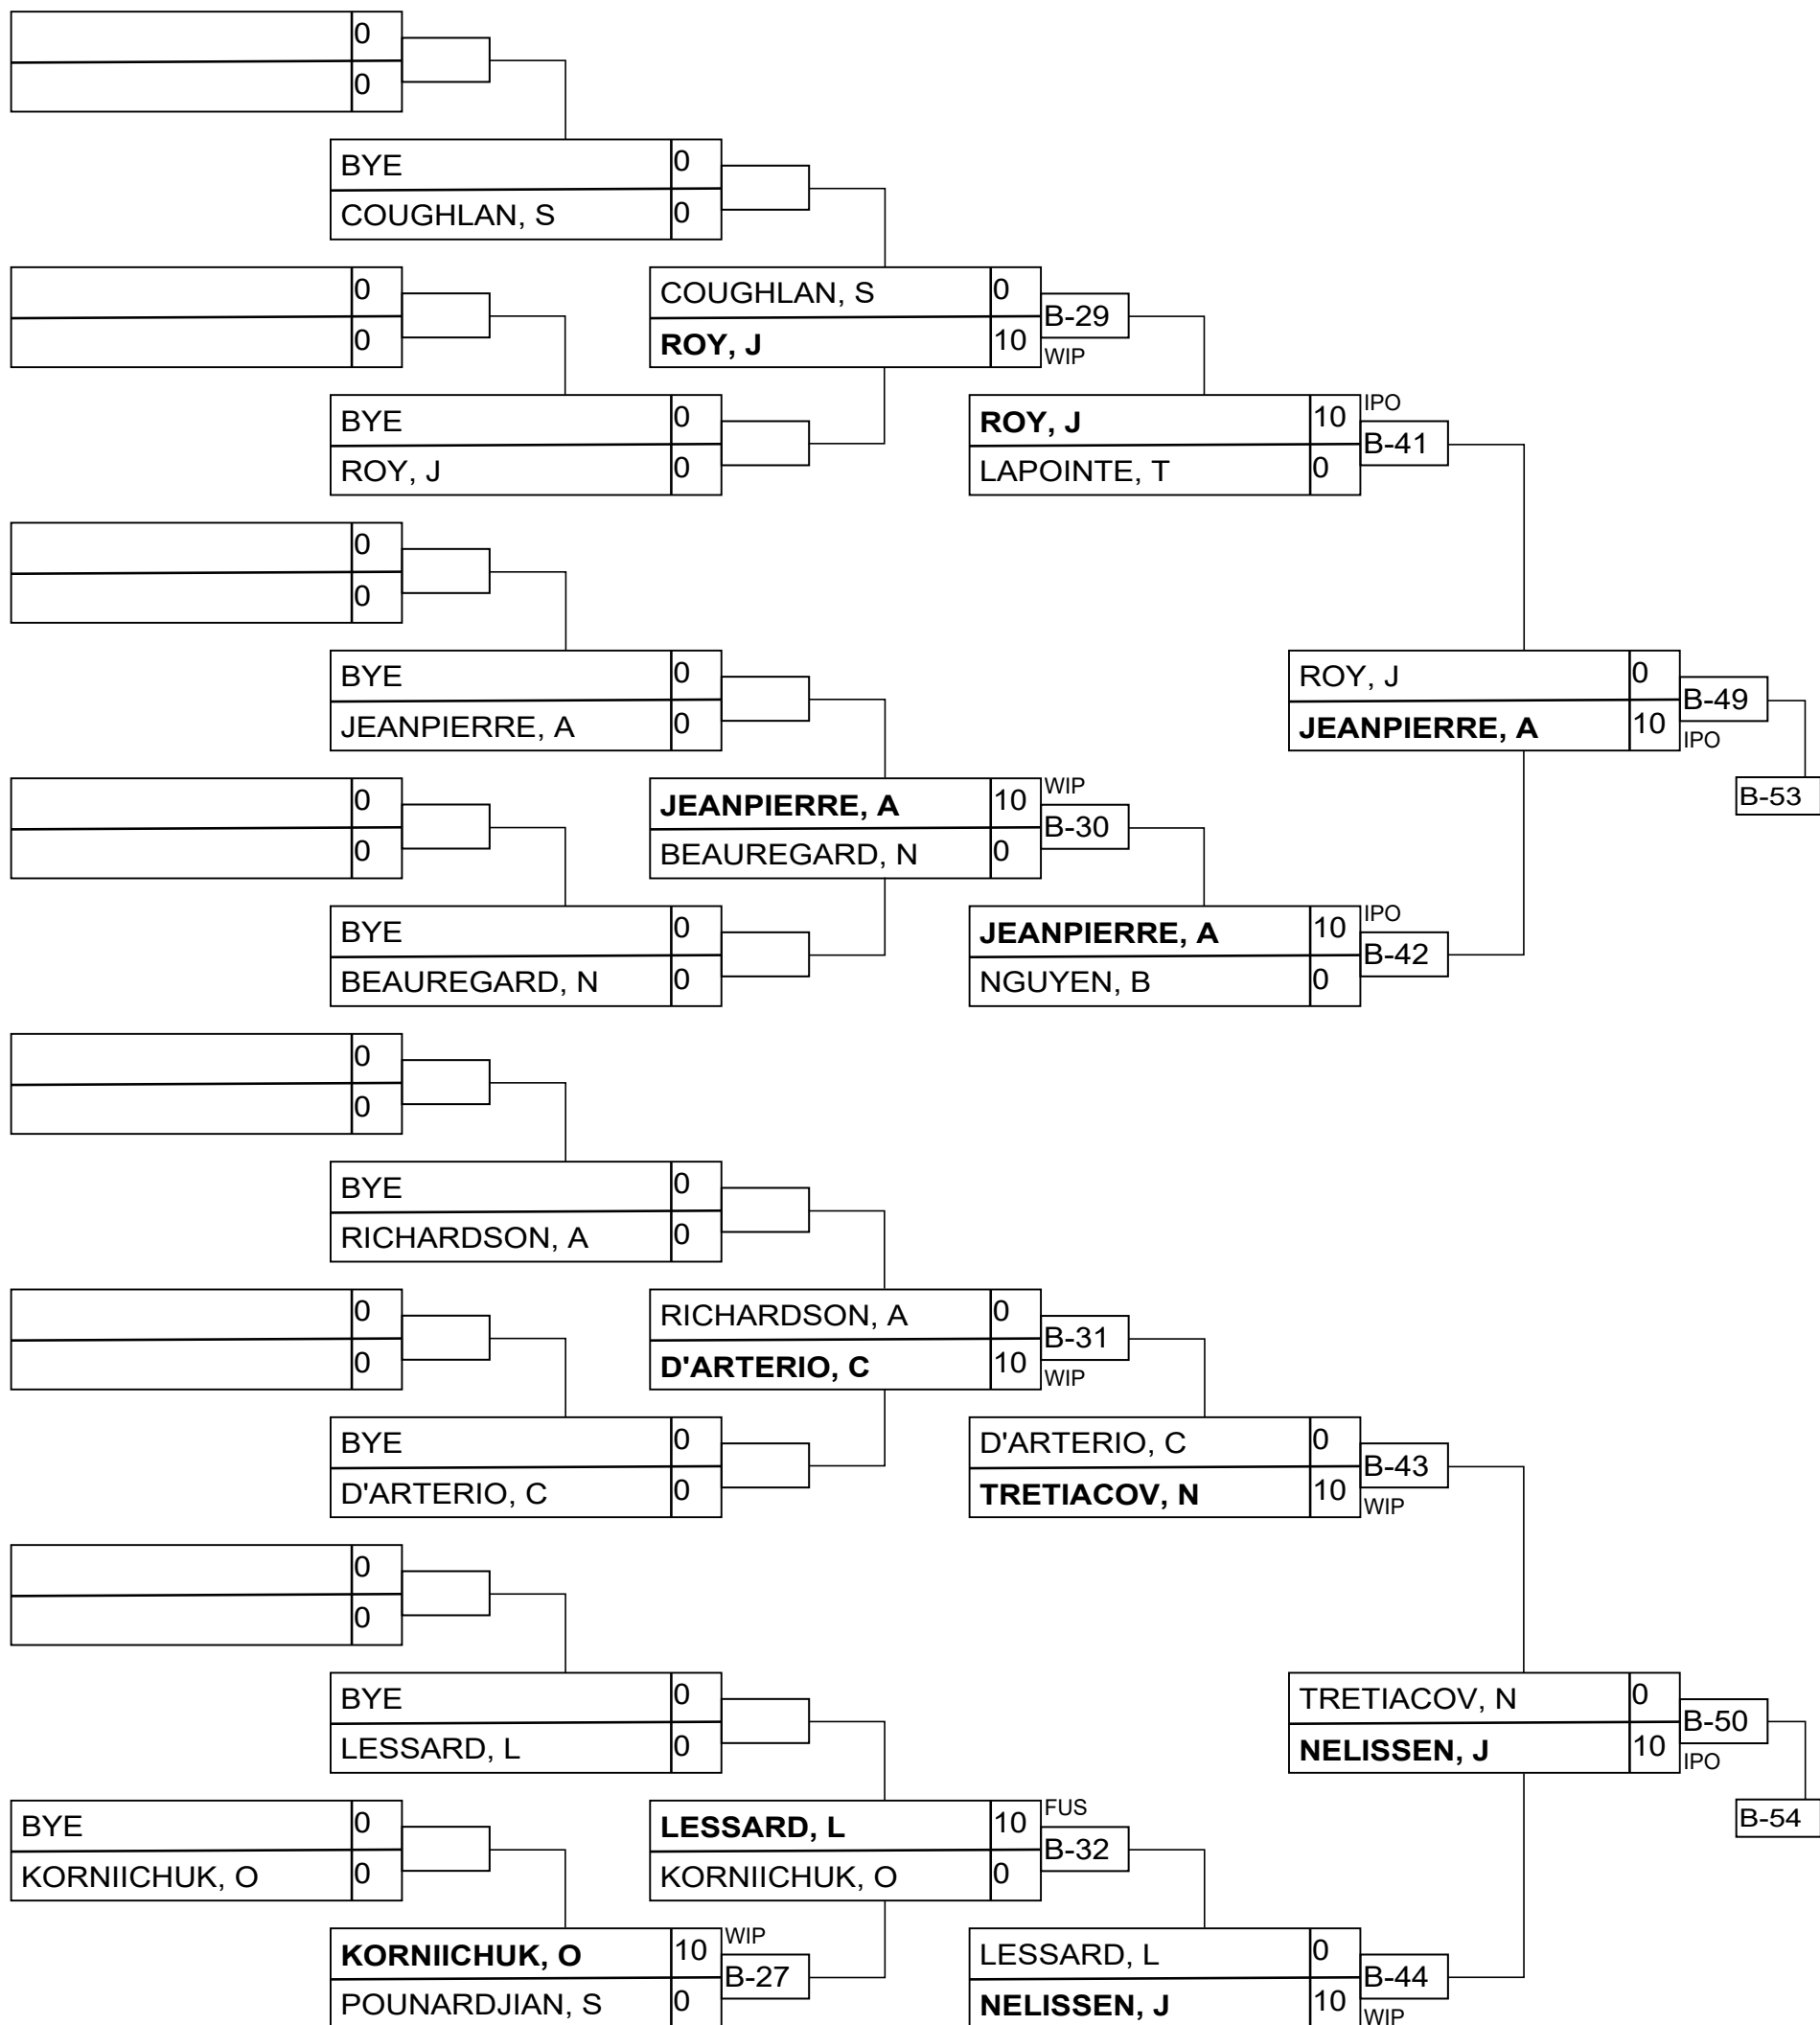 0
0
BYE 0
COUGHLAN, S 0
0
0
COUGHLAN, S 0
B-29
ROY, J 10
WIP
BYE 0
ROY, J 0
ROY, J 10 IPO
B-41
LAPOINTE, T 0
0
0
BYE 0
JEANPIERRE, A 0
ROY, J 0
B-49
JEANPIERRE, A 10
IPO
0
0
JEANPIERRE, A 10 WIP
B-30
BEAUREGARD, N 0
B-53
BYE 0
BEAUREGARD, N 0
JEANPIERRE, A 10 IPO
B-42
NGUYEN, B 0
0
0
BYE 0
RICHARDSON, A 0
0
0
RICHARDSON, A 0
B-31
D'ARTERIO, C 10
WIP
BYE 0
D'ARTERIO, C 0
D'ARTERIO, C 0
B-43
TRETIACOV, N 10
WIP
0
0
BYE 0
LESSARD, L 0
TRETIACOV, N 0
B-50
NELISSEN, J 10
IPO
BYE 0
KORNIICHUK, O 0
LESSARD, L 10 FUS
B-32
KORNIICHUK, O 0
B-54
KORNIICHUK, O 10 WIP
B-27
POUNARDJIAN, S 0
LESSARD, L 0
B-44
NELISSEN, J 10
WIP